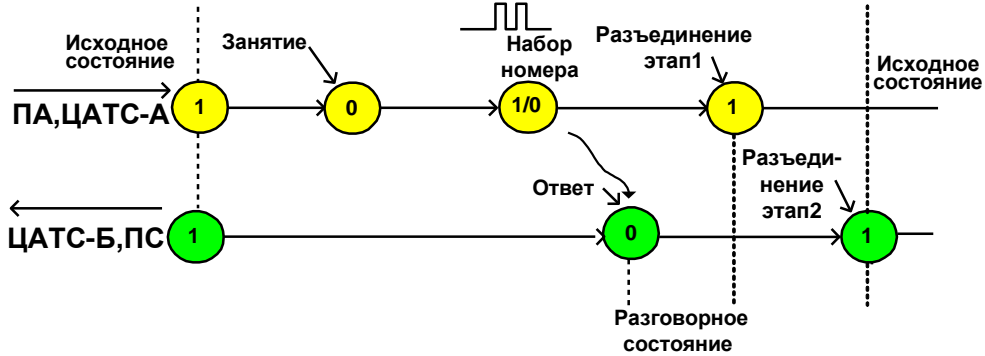 Исходное
состояние
Занятие
Набор
номера
Разъединение
этап1
Исходное
состояние
ПА,ЦАТС-А
1
0
1/0
1
Ответ
Разъеди-
нение
этап2
ЦАТС-Б,ПС
1
0
1
Разговорное
состояние